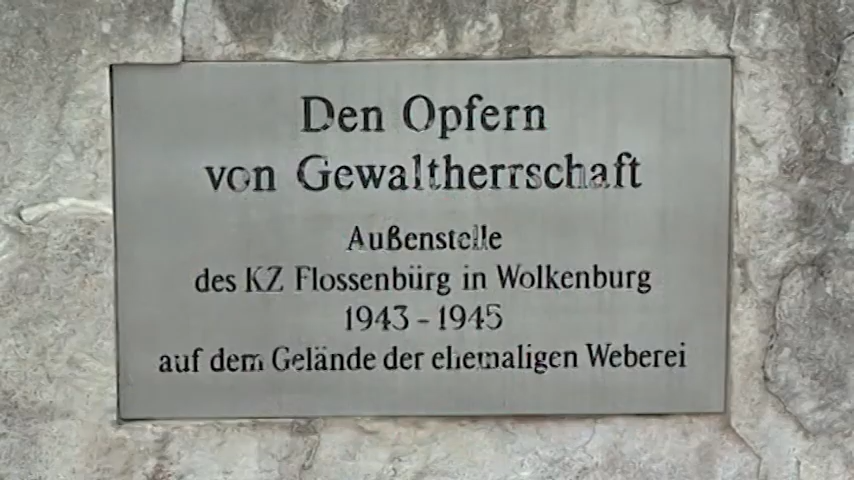 Den Opfern
von Gewaltherrschaft
Außenstelle
des KZ Flossenbürg in Wolkenburg
1943 - 1945
auf dem Gelände der ehemaligen Weberei